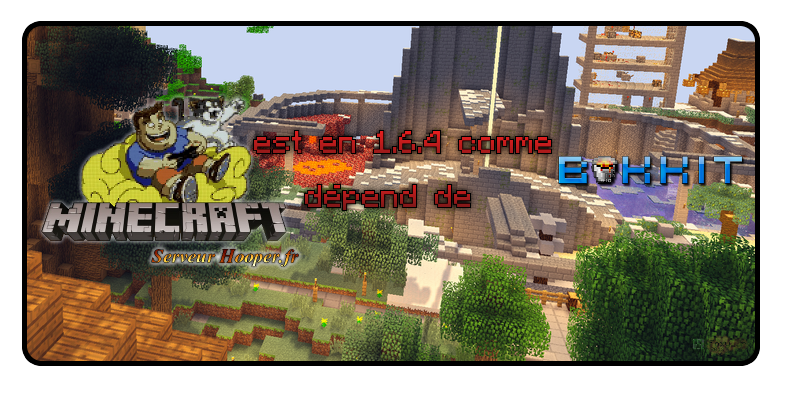 est en 1.6.4 comme
BUKKIT
dépend de
MINECRAFT
Serveur Hooper.fr